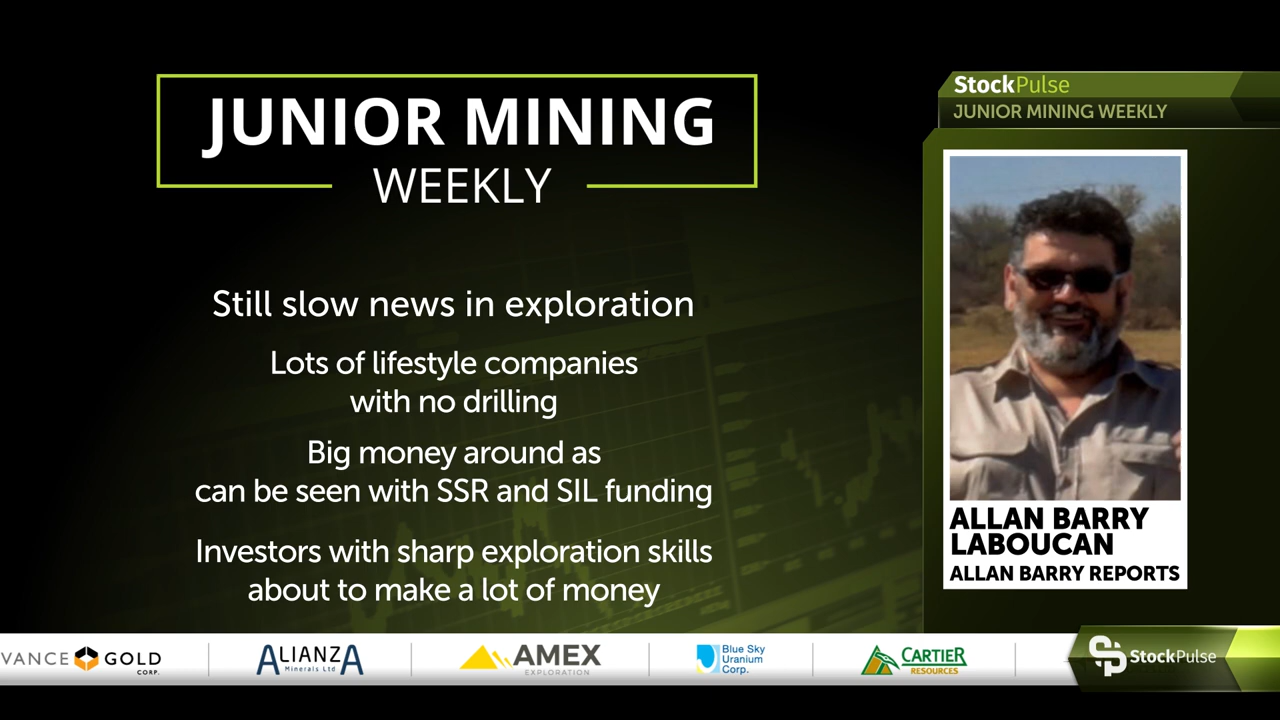 JUNIOR MINING
WEEKLY
Still slow news in exploration
Lots of lifestyle companies
with no drilling
Big money around as
can be seen with SSR and SIL funding
Investors with sharp exploration skills
about to make a lot of money
StockPulse
JUNIOR MINING WEEKLY
ALLAN BARRY
LABOUCAN
ALLAN BARRY REPORTS
VANCE GOLD
CORP.
ALIANZA
Minerals Ltd
AMEX
EXPLORATION
Blue Sky
Uranium
Corp.
CARTIER
RESOURCES
StockPulse